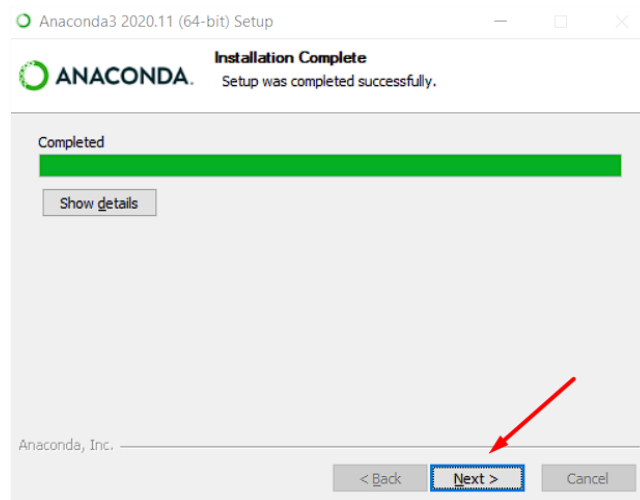 Anaconda3 2020.11 (64-bit) Setup
ANACONDA.
Installation Complete
Setup was completed successfully.
Completed
Show details
Anaconda, Inc.
< Back
Next >
Cancel